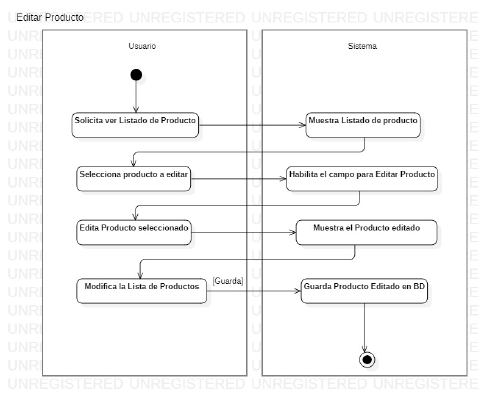 Editar Producto
Usuario
Sistema
Solicita ver Listado de Producto
Muestra Listado de producto
Selecciona producto a editar
Habilita el campo para Editar Producto
Edita Producto seleccionado
Muestra el Producto editado
Modifica la Lista de Productos
[Guarda]
Guarda Producto Editado en BD
UNREGISTERED UNREGISTERED UNREGISTERED UNREGISTERE